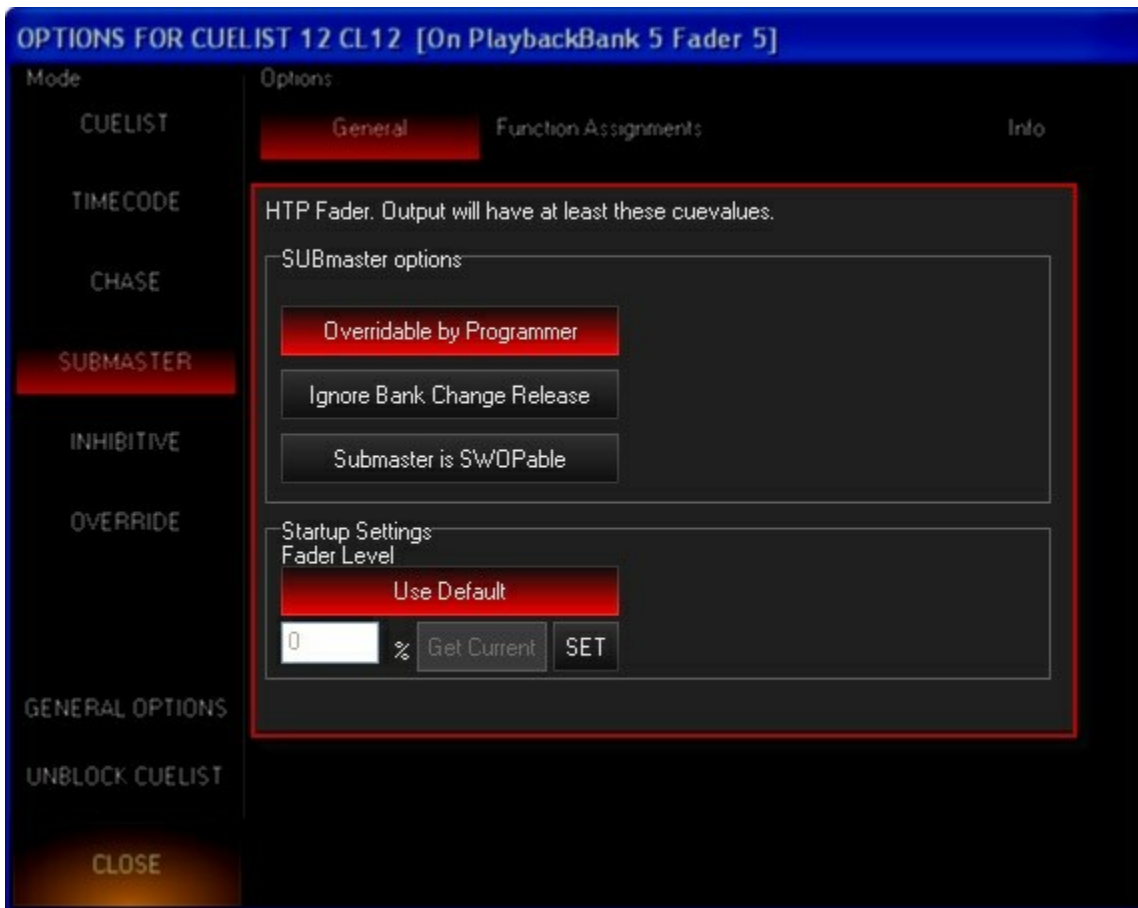 OPTIONS FOR CUELIST 12 CL12 [On PlaybackBank 5 Fader 5]
Mode
CUELIST
TIMECODE
CHASE
SUBMASTER
INHIBITIVE
OVERRIDE
GENERAL OPTIONS
UNBLOCK CUELIST
CLOSE
Options
General Function Assignments Info
HTP Fader. Output will have at least these cuevalues.
SUBmaster options
Overridable by Programmer
Ignore Bank Change Release
Submaster is SWOPable
Startup Settings
Fader Level
Use Default
0 % Get Current SET